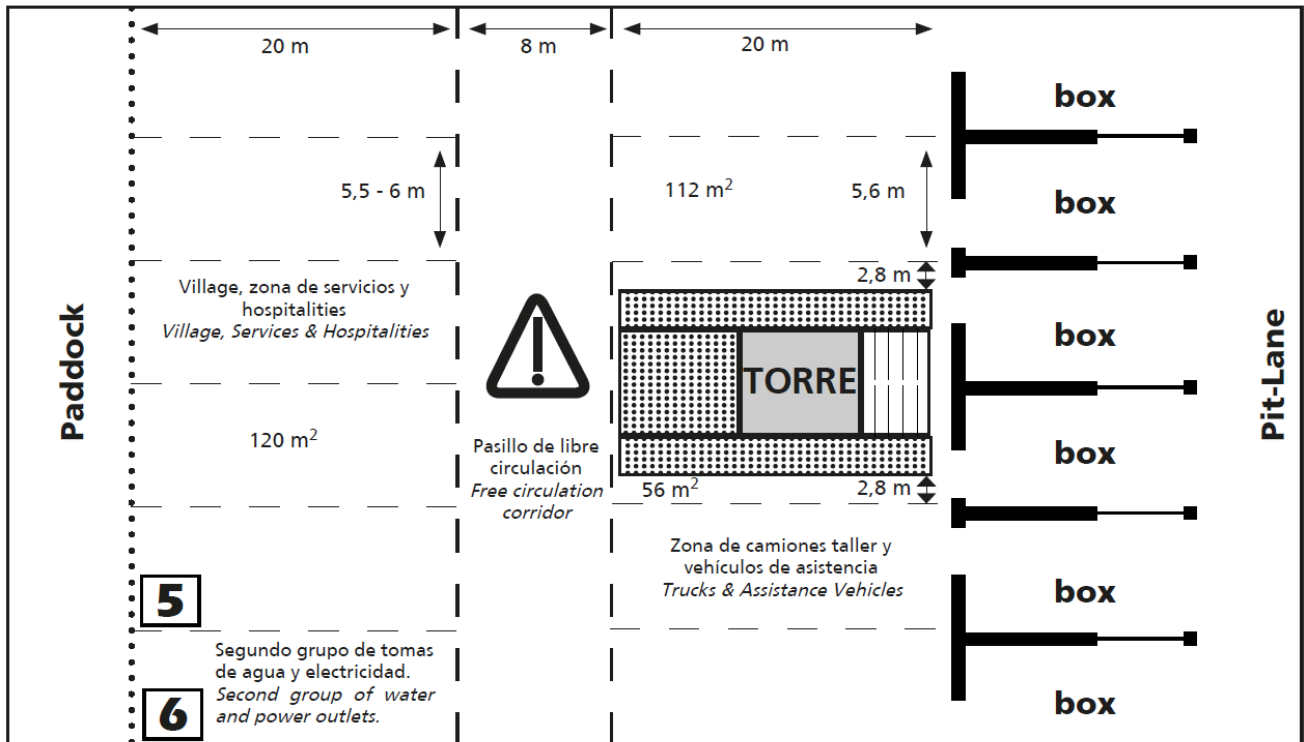 20 m
8 m
20 m
box
5,5 - 6 m
112 m²
5,6 m
box
2,8 m
Village, zona de servicios y
hospitalities
Village, Services & Hospitalities
Paddock
TORRE
box
Pit-Lane
120 m²
Pasillo de libre
circulación
Free circulation
corridor
box
56 m²
2,8 m
Zona de camiones taller y
vehículos de asistencia
Trucks & Assistance Vehicles
5
box
Segundo grupo de tomas
de agua y electricidad.
Second group of water
and power outlets.
6
box